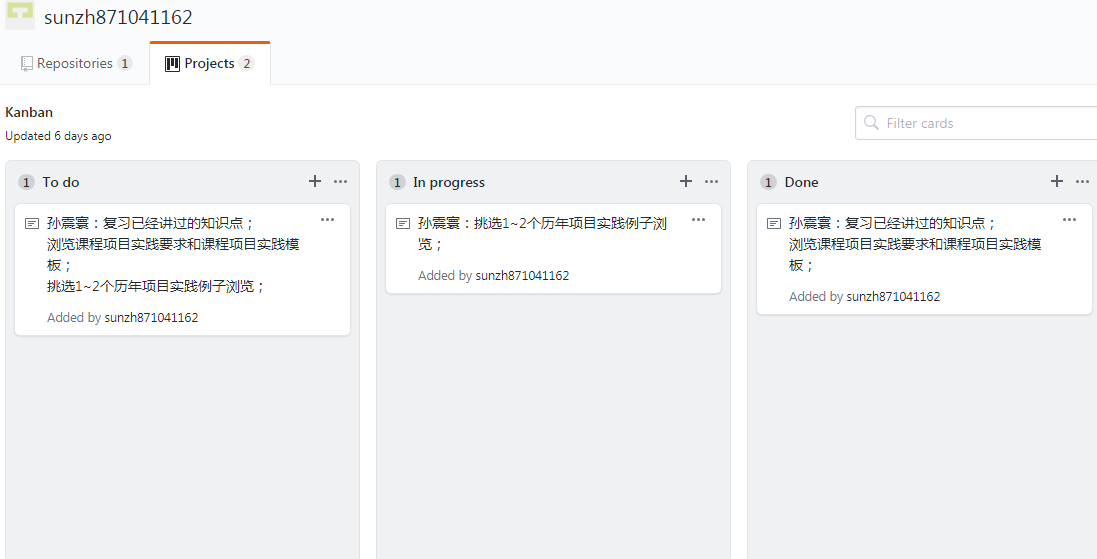 sunzh871041162
Repositories 1
Projects 2
Kanban
Updated 6 days ago
Filter cards
1 To do
孙震寰：复习已经讲过的知识点；
浏览课程项目实践要求和课程项目实践模
板；
挑选1~2个历年项目实践例子浏览；
Added by sunzh871041162
1 In progress
孙震寰：挑选1~2个历年项目实践例子浏
览；
Added by sunzh871041162
1 Done
孙震寰：复习已经讲过的知识点；
浏览课程项目实践要求和课程项目实践模
板；
Added by sunzh871041162